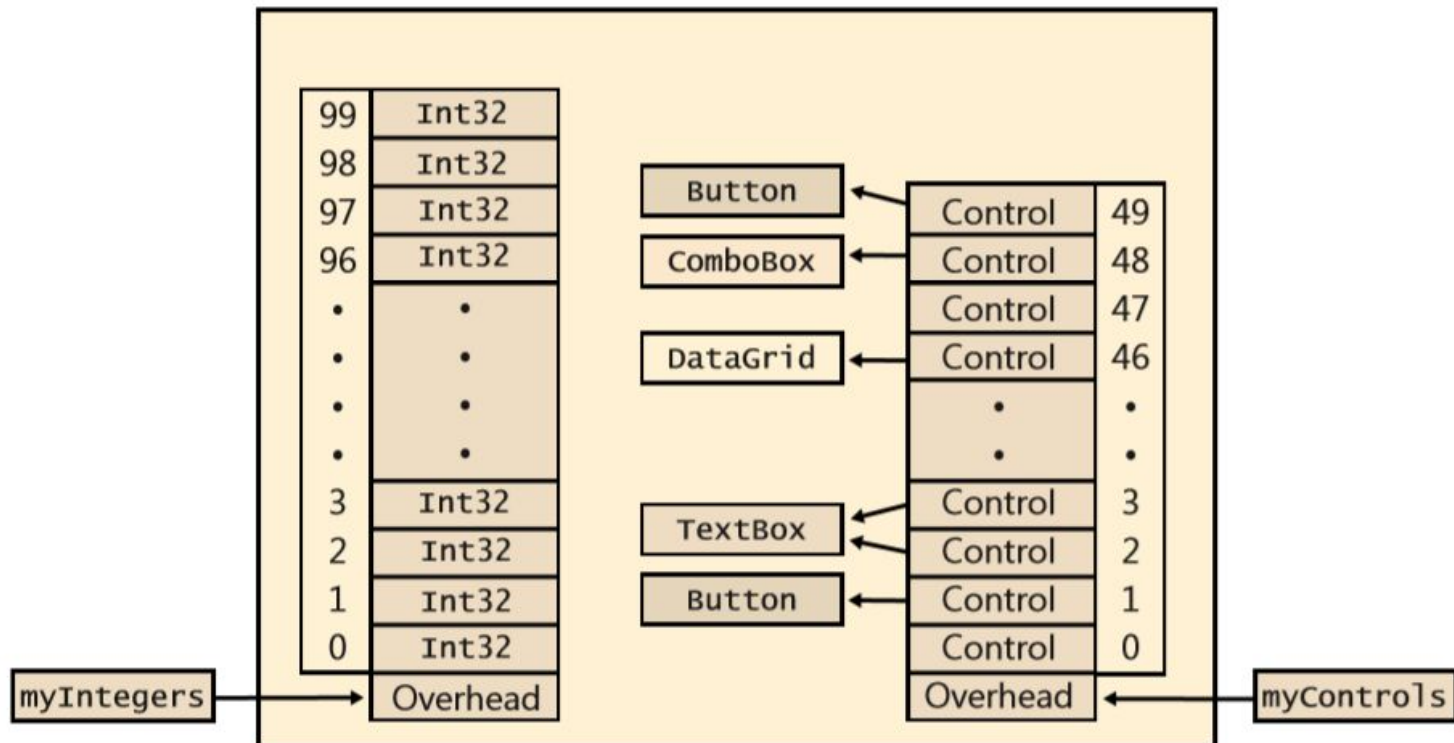 99 Int32
98 Int32
97 Int32
96 Int32
3 Int32
2 Int32
1 Int32
0 Int32
myIntegers
Overhead
Button
ComboBox
DataGrid
TextBox
Button
Control 49
Control 48
Control 47
Control 46
Control 3
Control 2
Control 1
Control 0
Overhead
myControls